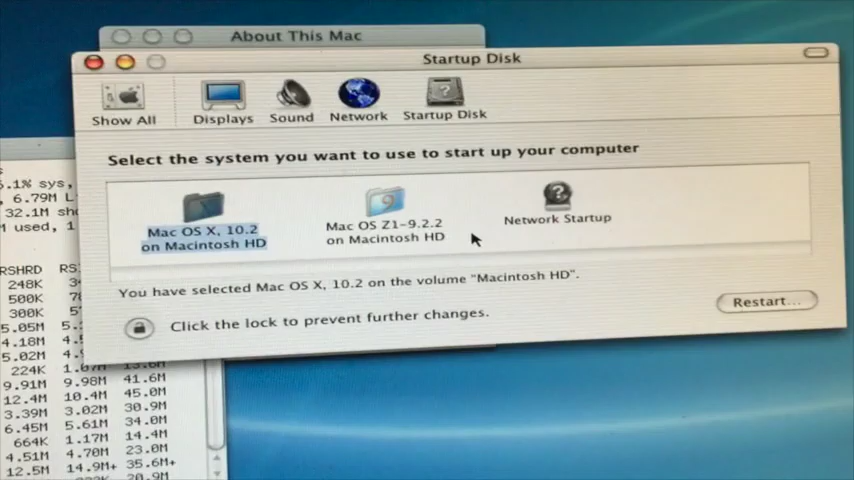 About This Mac
Startup Disk
Show All
Displays
Sound
Network
Startup Disk
Select the system you want to use to start up your computer
Mac OS X, 10.2
on Macintosh HD
Mac OS Z1-9.2.2
on Macintosh HD
Network Startup
You have selected Mac OS X, 10.2 on the volume "Macintosh HD".
Restart...
Click the lock to prevent further changes.
% sys,
6.79M
32.1M
used, 1
RSHRD
248K
500K
300K
5.05M
4.18M
5.02M
224K 1.07M 13.6M
9.91M 9.98M 41.6M
12.4M 10.4M 45.0M
3.39M 3.02M 30.9M
6.45M 5.61M 34.0M
664K 1.17M 14.4M
4.51M 4.70M 23.0M
12.5M 14.9M+ 35.6M+
20.9M